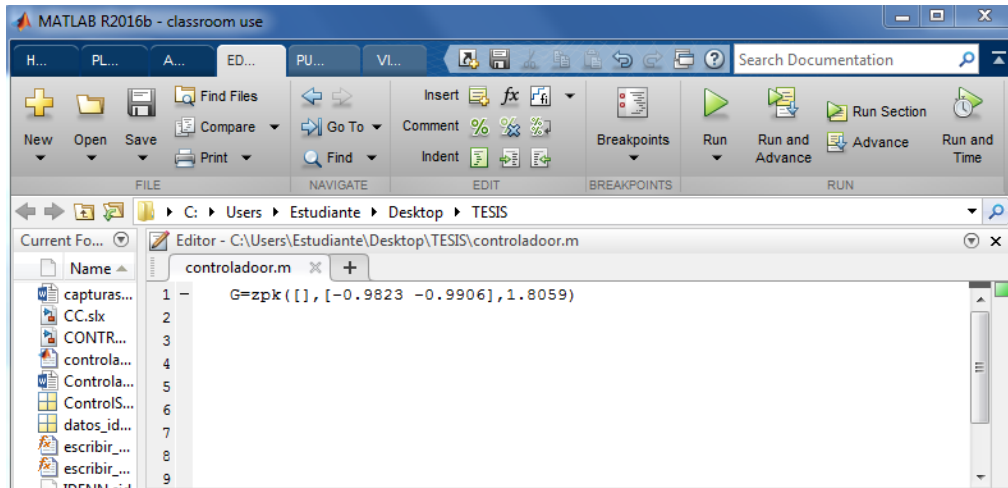 MATLAB R2016b - classroom use
H... PL... A... ED... PU... VI... Search Documentation
New Open Save
Find Files
Compare
Print
FILE
Go To
Find
NAVIGATE
Insert fx
Comment
Indent
EDIT
Breakpoints
BREAKPOINTS
Run
Run and Advance
Run Section
Advance
Run and Time
RUN
C: Users Estudiante Desktop TESIS
Current Fo...
Name
capturas...
CC.slx
CONTR...
controla...
Controla...
ControlS...
datos_id...
escribir_...
escribir_...
Editor - C:\Users\Estudiante\Desktop\TESIS\controladoor.m
controladoor.m
1 G=zpk([],[-0.9823 -0.9906],1.8059)
2
3
4
5
6
7
8
9